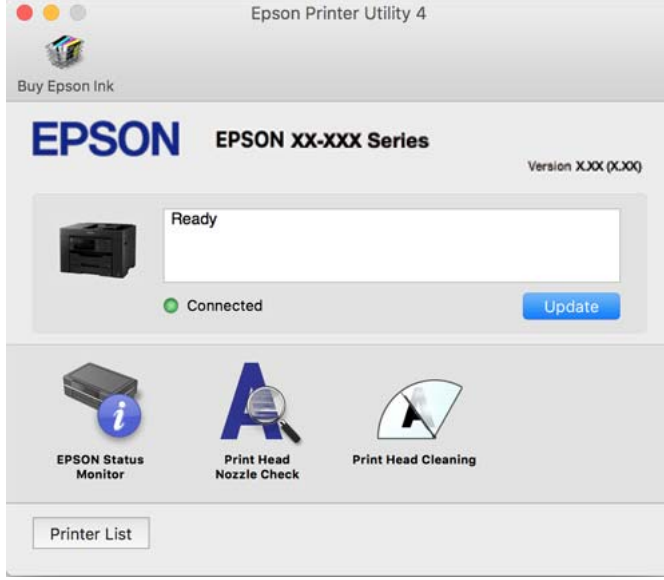 Epson Printer Utility 4
Buy Epson Ink
EPSON
EPSON XX-XXX Series
Version X.XX (X.XX)
Ready
Connected
Update
EPSON Status
Monitor
Print Head
Nozzle Check
Print Head Cleaning
Printer List